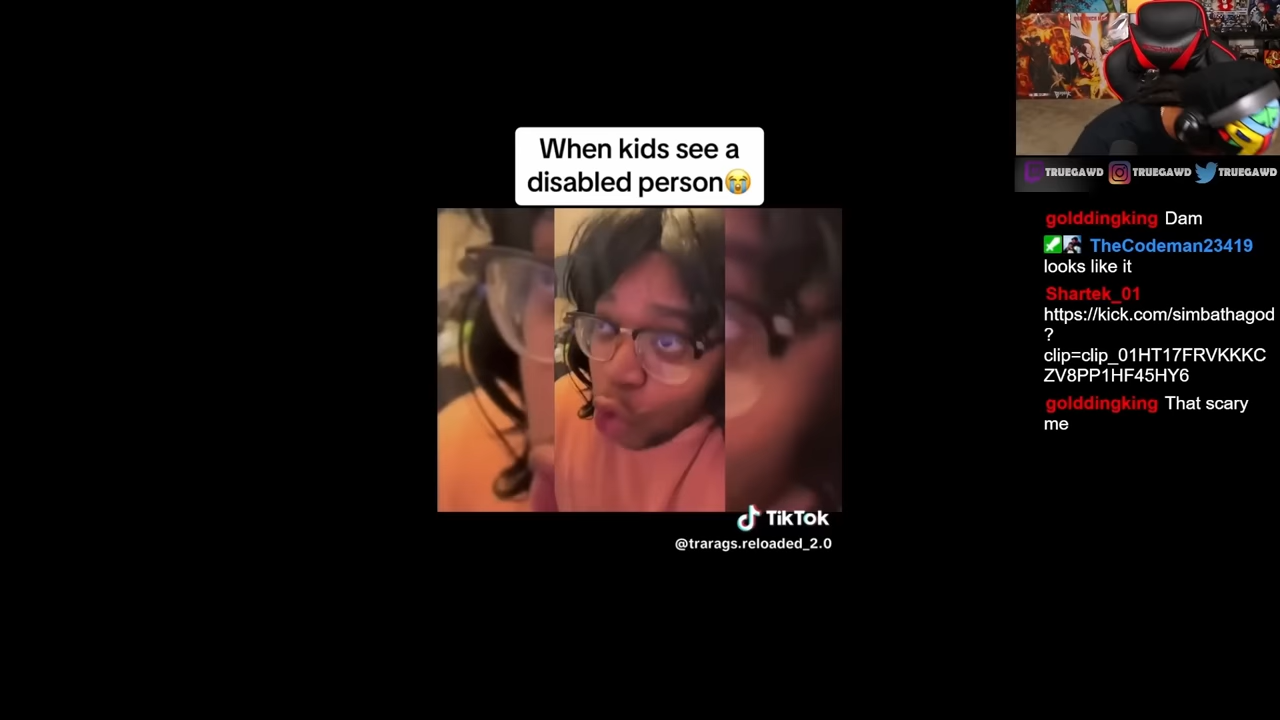 When kids see a
disabled person😭
TikTok
@trarags.reloaded_2.0
TRUEGAWD TRUEGAWD TRUEGAWD
golddingking Dam
TheCodeman23419
looks like it
Shartek_01
https://kick.com/simbathagod
?
clip=clip_01HT17FRVKKKC
ZV8PP1HF45HY6
golddingking That scary
me